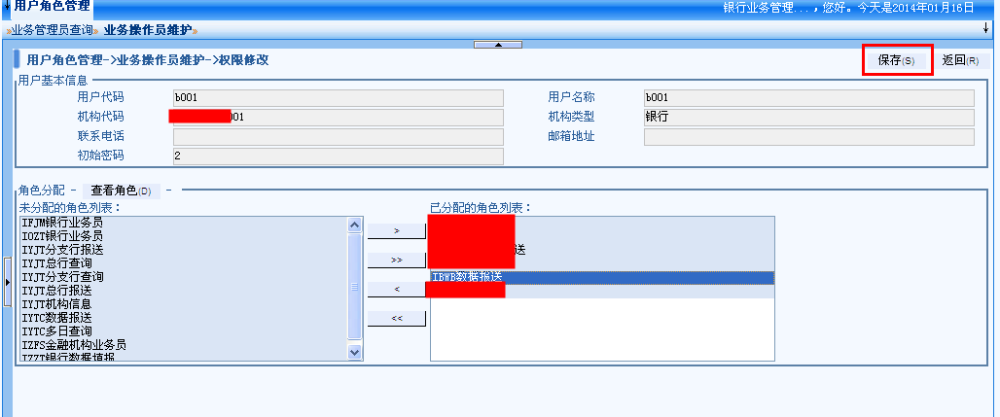 用户角色管理
银行业务管理...，您好。今天是2014年01月16日
业务管理员查询 业务操作员维护
用户角色管理->业务操作员维护->权限修改
保存(S) 返回(R)
用户基本信息
用户代码 b001 用户名称 b001
机构代码 001 机构类型 银行
联系电话 邮箱地址
初始密码 2
角色分配 - 查看角色(D) -
未分配的角色列表： 已分配的角色列表：
IFJM银行业务员
IOZT银行业务员
IYJT分支行报送 送
IYJT总行查询
IYJT分支行查询 IBWB数据报送
IYJT总行报送
IYJT机构信息
IYTC数据报送
IYTC多日查询
IZFS金融机构业务员
IZZT银行数据填报
>
>>
<
<<